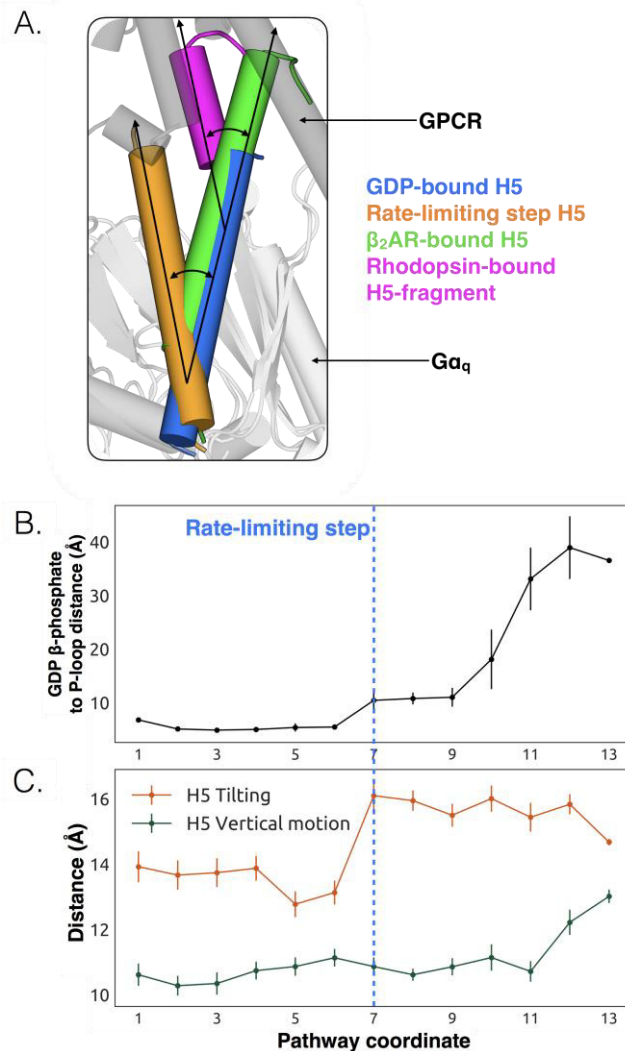 A.
GPCR
GDP-bound H5
Rate-limiting step H5
β₂AR-bound H5
Rhodopsin-bound
H5-fragment
Gα_q
B.
Rate-limiting step
GDP β-phosphate
to P-loop distance (Å)
40
30
20
10
1 3 5 7 9 11 13
C.
H5 Tilting
H5 Vertical motion
Distance (Å)
16
14
12
10
1 3 5 7 9 11 13
Pathway coordinate